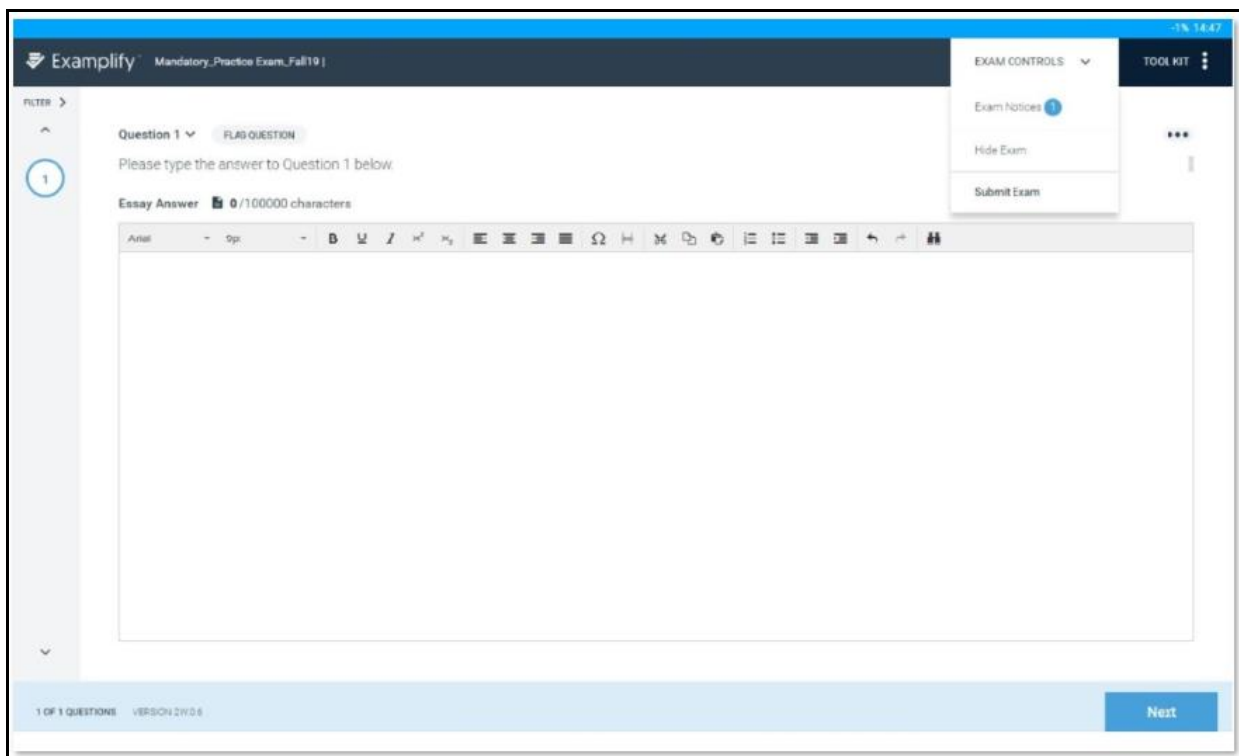 -1% 14:47
Examplify Mandatory_Practice Exam_Fall19 |
EXAM CONTROLS
TOOL KIT
FILTER
Exam Notices 1
Question 1 FLAG QUESTION
Hide Exam
Please type the answer to Question 1 below.
1
Submit Exam
Essay Answer 0/100000 characters
Arial 9pt B U I x² x₂ Ω
1 OF 1 QUESTIONS
Next